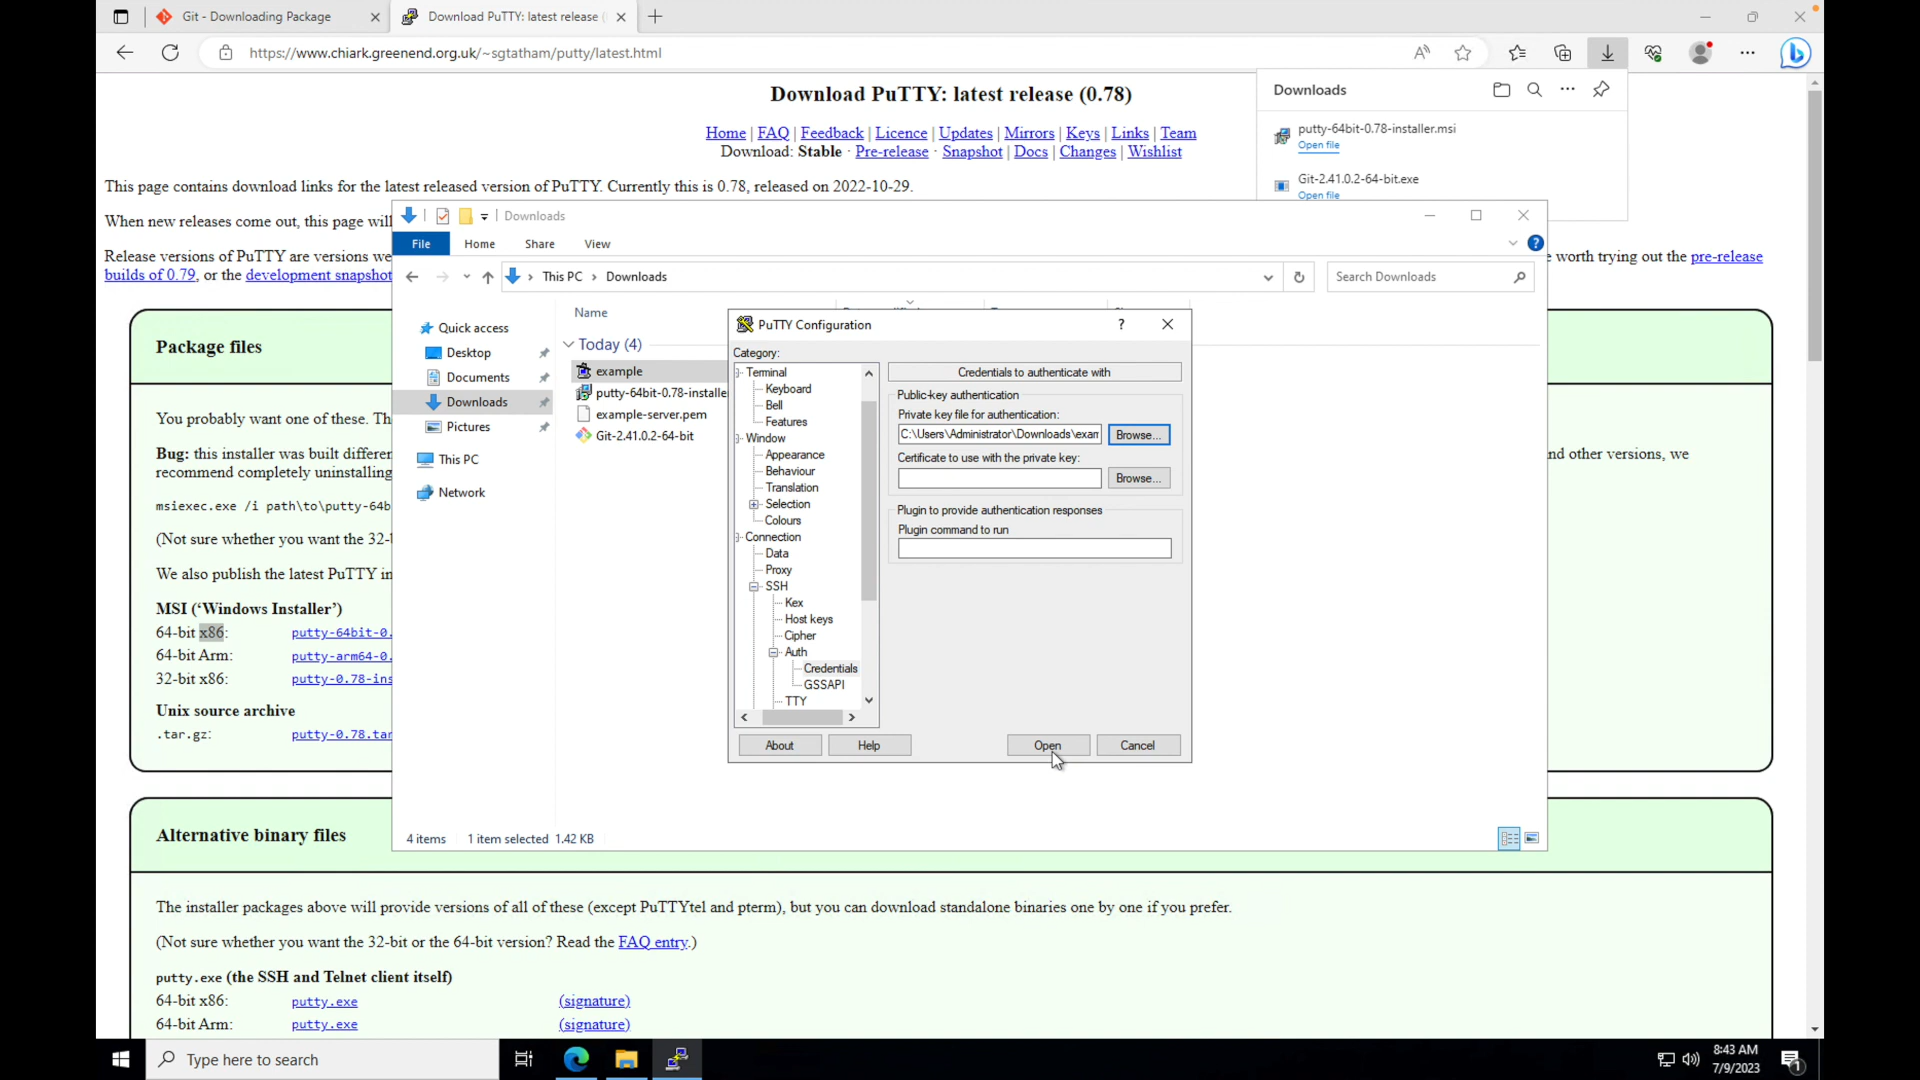 Git - Downloading Package
Download PuTTY: latest release (
https://www.chiark.greenend.org.uk/~sgtatham/putty/latest.html
Downloads
putty-64bit-0.78-installer.msi
Open file
Git-2.41.0.2-64-bit.exe
Open file
Download PuTTY: latest release (0.78)
Home | FAQ | Feedback | Licence | Updates | Mirrors | Keys | Links | Team
Download: Stable · Pre-release · Snapshot | Docs | Changes | Wishlist
This page contains download links for the latest released version of PuTTY. Currently this is 0.78, released on 2022-10-29.
When new releases come out, this page will
Release versions of PuTTY are versions we
worth trying out the pre-release
builds of 0.79, or the development snapshot
Package files
You probably want one of these. Th
Bug: this installer was built differen
nd other versions, we
recommend completely uninstalling
msiexec.exe /i path\to\putty-64b
(Not sure whether you want the 32-
We also publish the latest PuTTY in
MSI (‘Windows Installer’)
64-bit x86: putty-64bit-0.
64-bit Arm: putty-arm64-0.
32-bit x86: putty-0.78-ins
Unix source archive
.tar.gz: putty-0.78.tar
Downloads
File Home Share View
This PC > Downloads
Search Downloads
Quick access
Desktop
Documents
Downloads
Pictures
This PC
Network
Name
Today (4)
example
putty-64bit-0.78-installe
example-server.pem
Git-2.41.0.2-64-bit
4 items 1 item selected 1.42 KB
PuTTY Configuration
?
Category:
Terminal
Keyboard
Bell
Features
Window
Appearance
Behaviour
Translation
Selection
Colours
Connection
Data
Proxy
SSH
Kex
Host keys
Cipher
Auth
Credentials
GSSAPI
TTY
Credentials to authenticate with
Public-key authentication
Private key file for authentication:
C:\Users\Administrator\Downloads\exam
Browse...
Certificate to use with the private key:
Browse...
Plugin to provide authentication responses
Plugin command to run
About Help Open Cancel
Alternative binary files
The installer packages above will provide versions of all of these (except PuTTYtel and pterm), but you can download standalone binaries one by one if you prefer.
(Not sure whether you want the 32-bit or the 64-bit version? Read the FAQ entry.)
putty.exe (the SSH and Telnet client itself)
64-bit x86: putty.exe (signature)
64-bit Arm: putty.exe (signature)
Type here to search
8:43 AM
7/9/2023
1